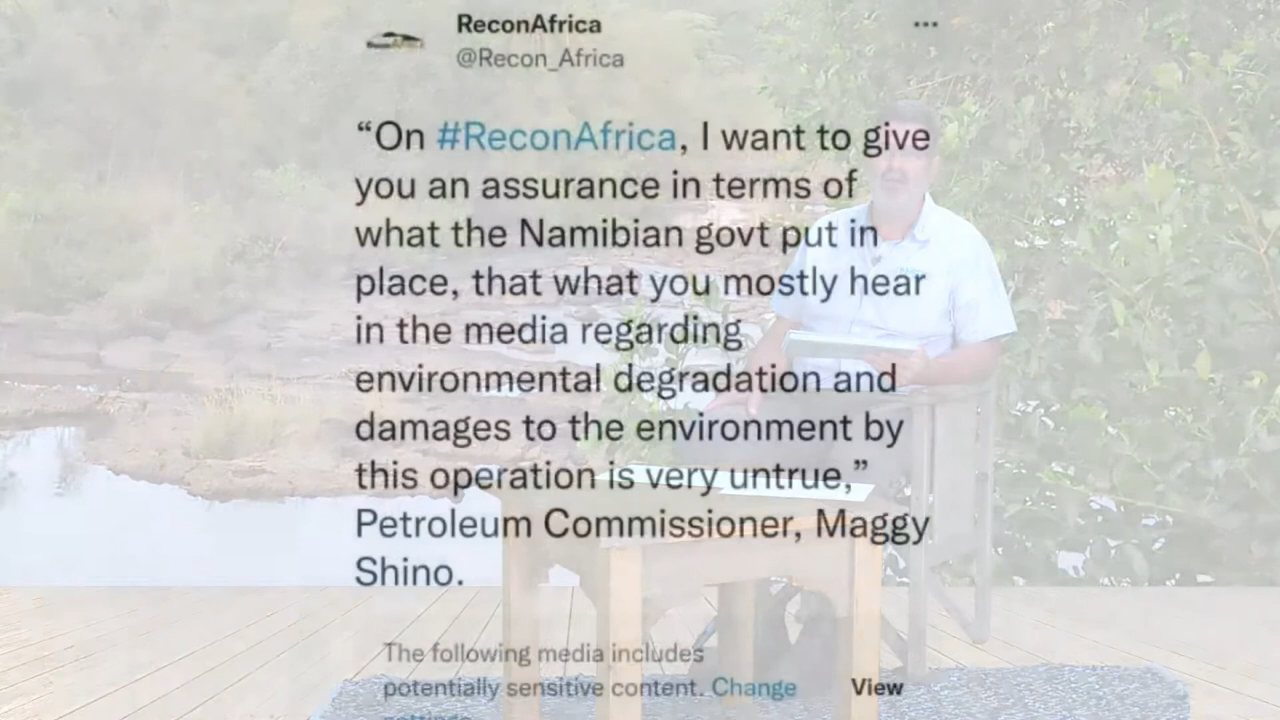 ReconAfrica
@Recon_Africa
“On #ReconAfrica, I want to give
you an assurance in terms of
what the Namibian govt put in
place, that what you mostly hear
in the media regarding
environmental degradation and
damages to the environment by
this operation is very untrue,”
Petroleum Commissioner, Maggy
Shino.
The following media includes
potentially sensitive content. Change
View